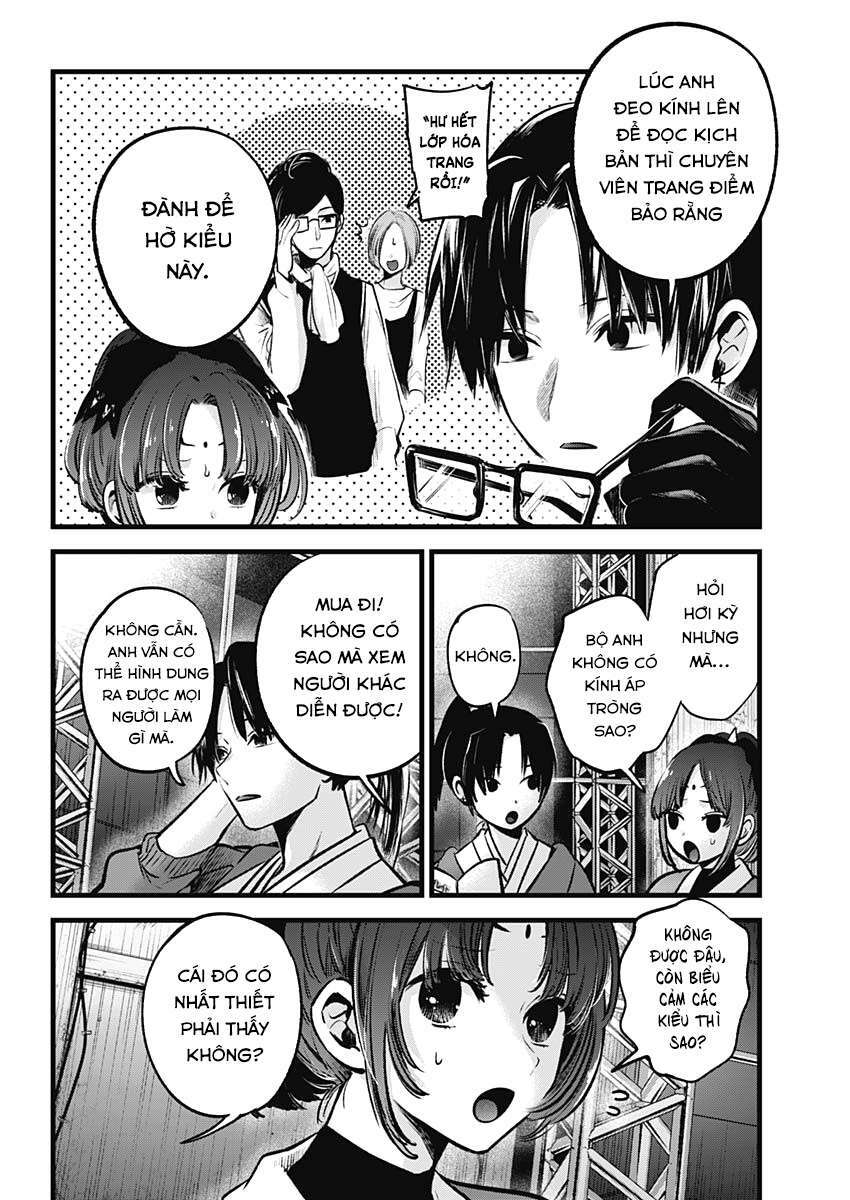 LÚC ANH
ĐEO KÍNH LÊN
ĐỂ ĐỌC KỊCH
BẢN THÌ CHUYÊN
VIÊN TRANG ĐIỂM
BẢO RẰNG
"HƯ HẾT
LỚP HÓA
TRANG
RỒI!"
ĐÀNH ĐỂ
HỜ KIỂU
NÀY.
HỎI
HƠI KỲ
NHƯNG
MÀ...
BỘ ANH
KHÔNG CÓ
KÍNH ÁP
TRÒNG
SAO?
KHÔNG.
MUA ĐI!
KHÔNG CÓ
SAO MÀ XEM
NGƯỜI KHÁC
DIỄN ĐƯỢC!
KHÔNG CẦN.
ANH VẪN CÓ
THỂ HÌNH DUNG
RA ĐƯỢC MỌI
NGƯỜI LÀM
GÌ MÀ.
KHÔNG
ĐƯỢC ĐÂU,
CÒN BIỂU
CẢM CÁC
KIỂU THÌ
SAO?
CÁI ĐÓ CÓ
NHẤT THIẾT
PHẢI THẤY
KHÔNG?